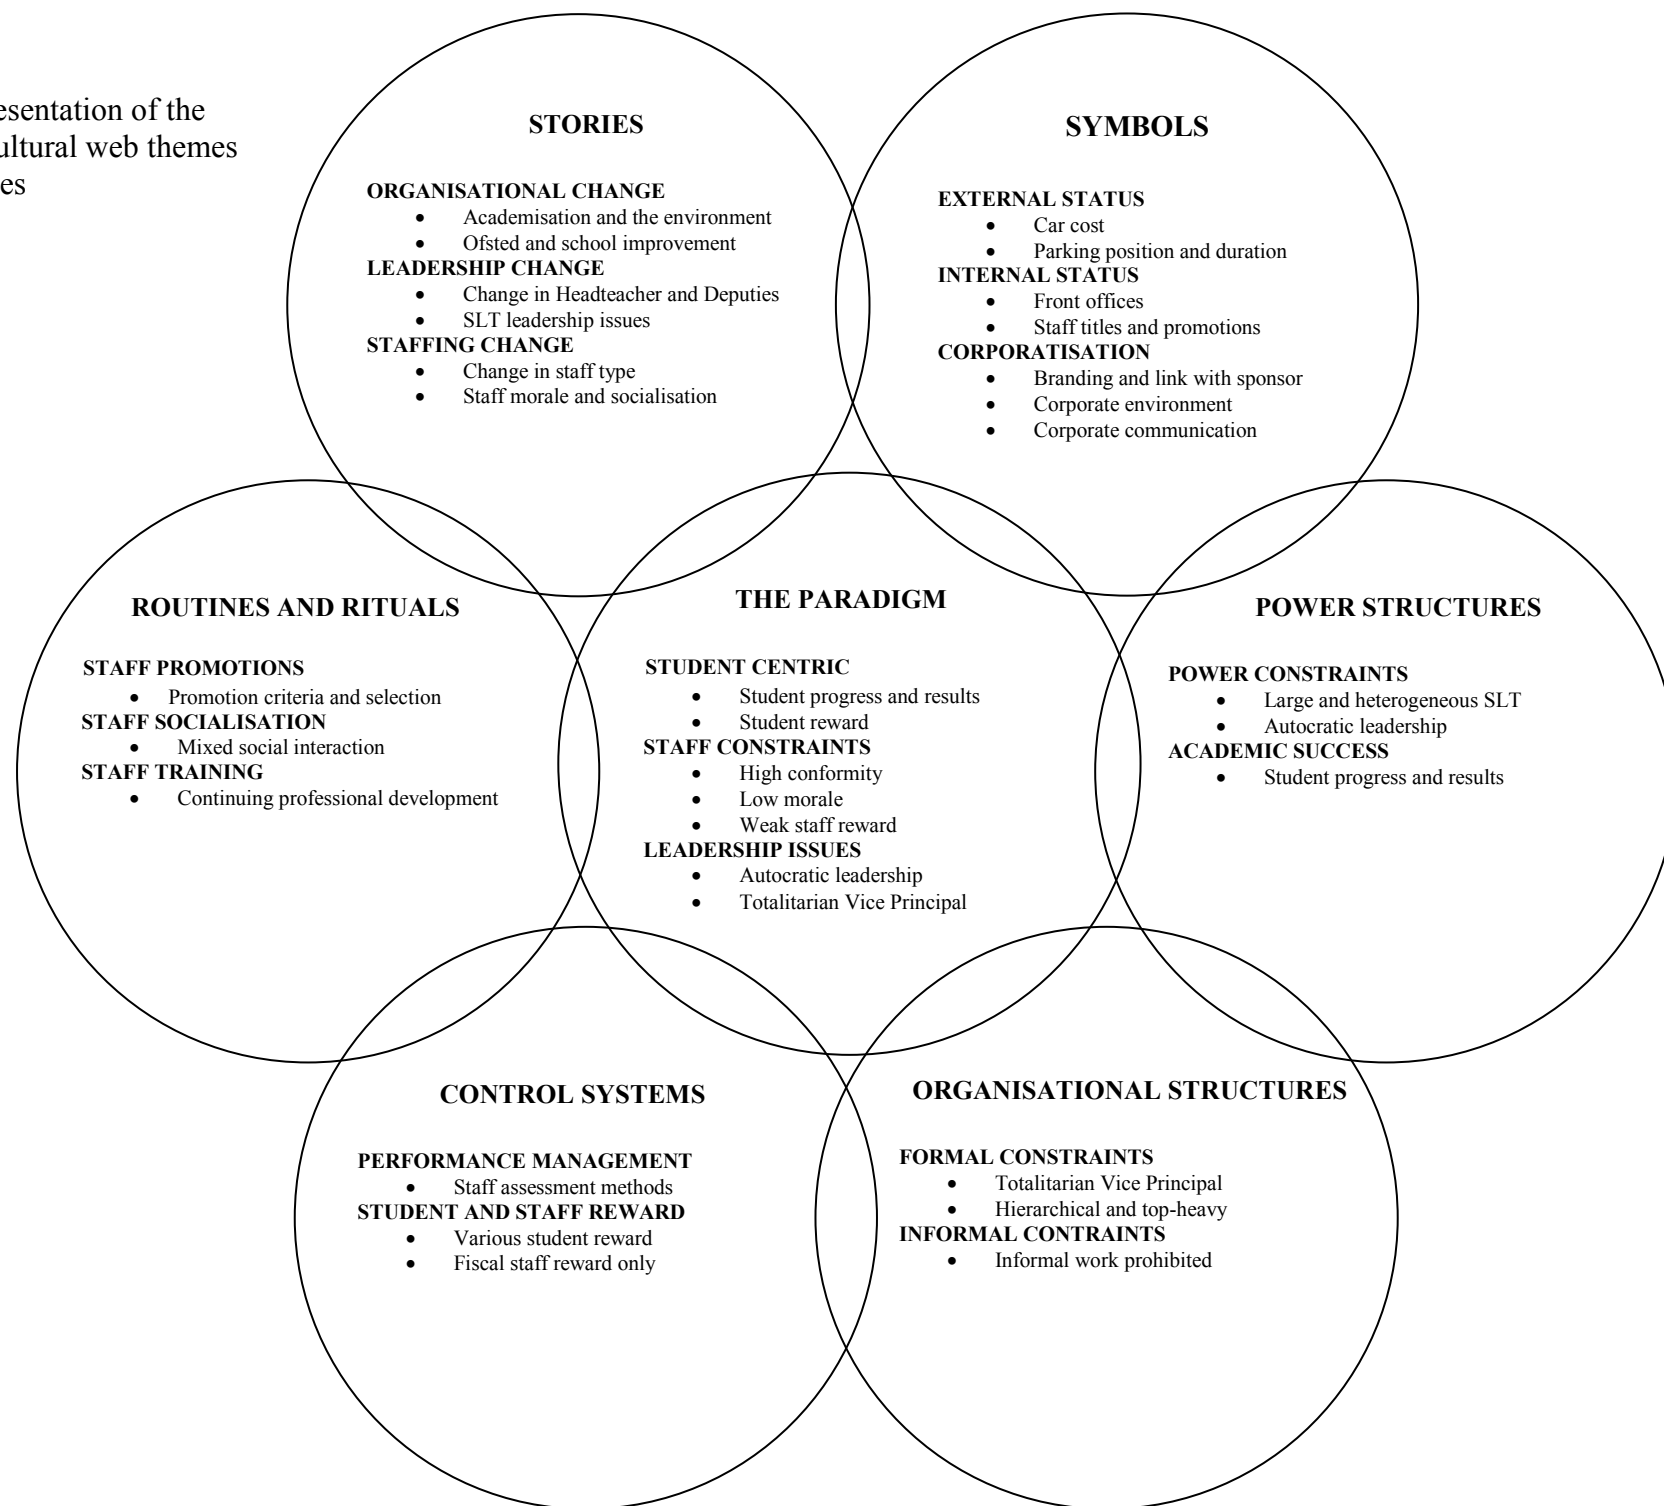 esentation of the
ultural web themes
es
STORIES
ORGANISATIONAL CHANGE
• Academisation and the environment
• Ofsted and school improvement
LEADERSHIP CHANGE
• Change in Headteacher and Deputies
• SLT leadership issues
STAFFING CHANGE
• Change in staff type
• Staff morale and socialisation
SYMBOLS
EXTERNAL STATUS
• Car cost
• Parking position and duration
INTERNAL STATUS
• Front offices
• Staff titles and promotions
CORPORATISATION
• Branding and link with sponsor
• Corporate environment
• Corporate communication
ROUTINES AND RITUALS
STAFF PROMOTIONS
• Promotion criteria and selection
STAFF SOCIALISATION
• Mixed social interaction
STAFF TRAINING
• Continuing professional development
THE PARADIGM
STUDENT CENTRIC
• Student progress and results
• Student reward
STAFF CONSTRAINTS
• High conformity
• Low morale
• Weak staff reward
LEADERSHIP ISSUES
• Autocratic leadership
• Totalitarian Vice Principal
POWER STRUCTURES
POWER CONSTRAINTS
• Large and heterogeneous SLT
• Autocratic leadership
ACADEMIC SUCCESS
• Student progress and results
CONTROL SYSTEMS
PERFORMANCE MANAGEMENT
• Staff assessment methods
STUDENT AND STAFF REWARD
• Various student reward
• Fiscal staff reward only
ORGANISATIONAL STRUCTURES
FORMAL CONSTRAINTS
• Totalitarian Vice Principal
• Hierarchical and top-heavy
INFORMAL CONTRAINTS
• Informal work prohibited